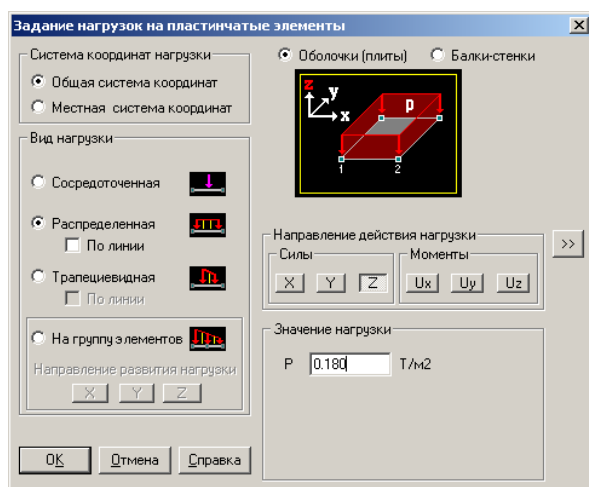 Задание нагрузок на пластинчатые элементы
Система координат нагрузки
Общая система координат
Местная система координат
Вид нагрузки
Сосредоточенная
Распределенная
По линии
Трапециевидная
По линии
На группу элементов
Направление развития нагрузки
X Y Z
OK Отмена Справка
Оболочки (плиты) Балки-стенки
z
y
x
p
1 2
Направление действия нагрузки
Силы Моменты
X Y Z Ux Uy Uz
>>
Значение нагрузки
P 0.180 Т/м2